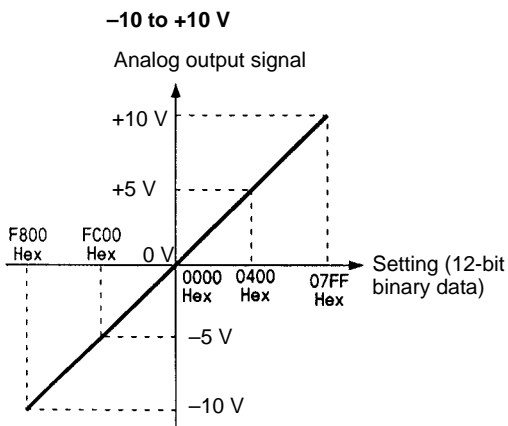 –10 to +10 V
Analog output signal
+10 V
+5 V
F800
Hex
FC00
Hex
0 V
0000
Hex
0400
Hex
07FF
Hex
Setting (12-bit
binary data)
–5 V
–10 V